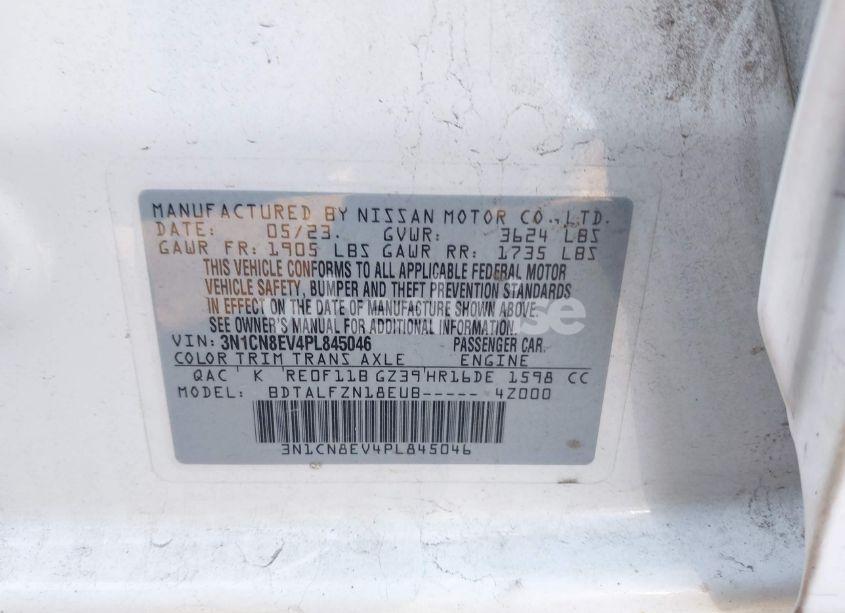 MANUFACTURED BY NISSAN MOTOR CO.,LTD.
DATE: 05/23. GVWR: 3624 LBS
GAWR FR: 1905 LBS GAWR RR: 1735 LBS
THIS VEHICLE CONFORMS TO ALL APPLICABLE FEDERAL MOTOR
VEHICLE SAFETY, BUMPER AND THEFT PREVENTION STANDARDS
IN EFFECT ON THE DATE OF MANUFACTURE SHOWN ABOVE.
SEE OWNER'S MANUAL FOR ADDITIONAL INFORMATION.
VIN: 3N1CN8EV4PL845046 PASSENGER CAR.
COLOR TRIM TRANS AXLE ENGINE
QAC K RE0F11B GZ39 HR16DE 1598 CC
MODEL: BDTALFZN18EUB----- 4Z000
3N1CN8EV4PL845046